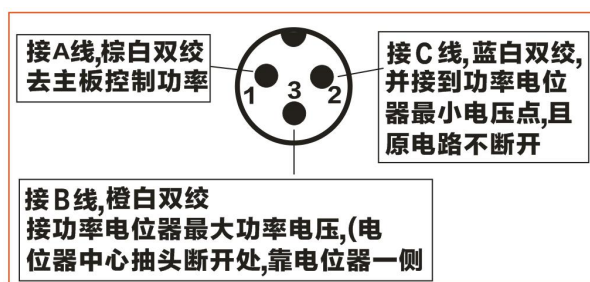 接A线,棕白双绞
去主板控制功率
接C线,蓝白双绞,
并接到功率电位
器最小电压点,且
原电路不断开
1
3
2
接B线,橙白双绞
接功率电位器最大功率电压,(电
位器中心抽头断开处,靠电位器一侧